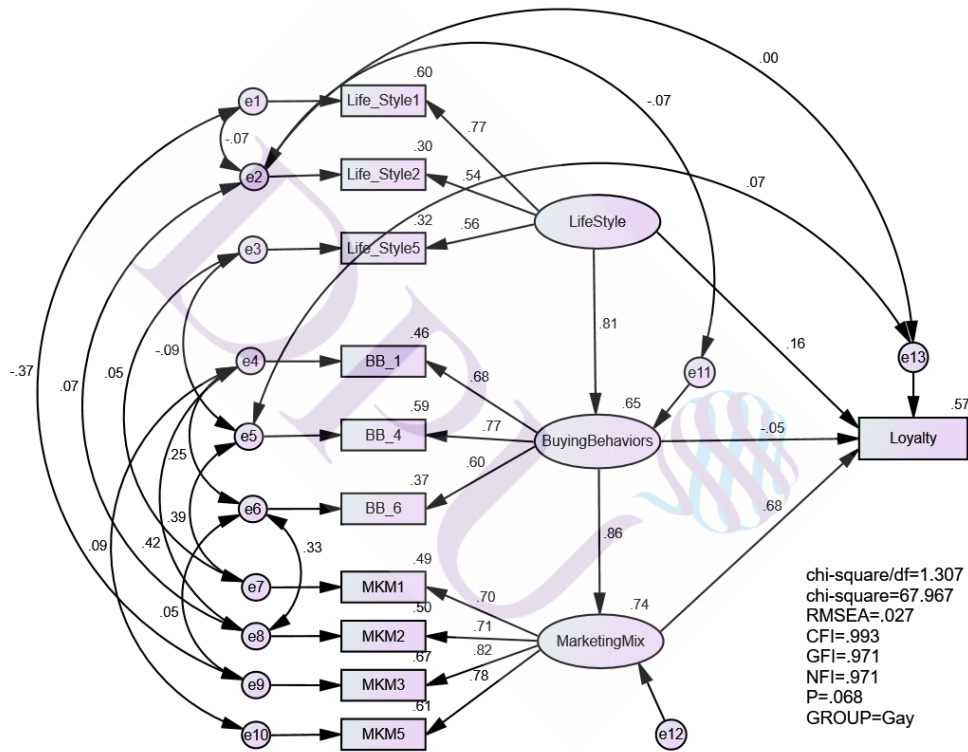 .00
.60
-.07
e1
Life_Style1
-.07
.77
.30
e2
Life_Style2
.54
.07
.32
LifeStyle
e3
Life_Style5
.56
.81
.16
-.09
.46
e4
BB_1
e11
e13
-.37
.07
.05
.68
.59
.65
.57
e5
BB_4
.77
BuyingBehaviors
-.05
Loyalty
.25
.60
.37
e6
BB_6
.68
.39
.33
.86
.09
.42
.49
e7
MKM1
.70
.05
.50
.74
e8
MKM2
.71
MarketingMix
.67
.82
e9
MKM3
.78
.61
e10
MKM5
e12
chi-square/df=1.307
chi-square=67.967
RMSEA=.027
CFI=.993
GFI=.971
NFI=.971
P=.068
GROUP=Gay
DPU